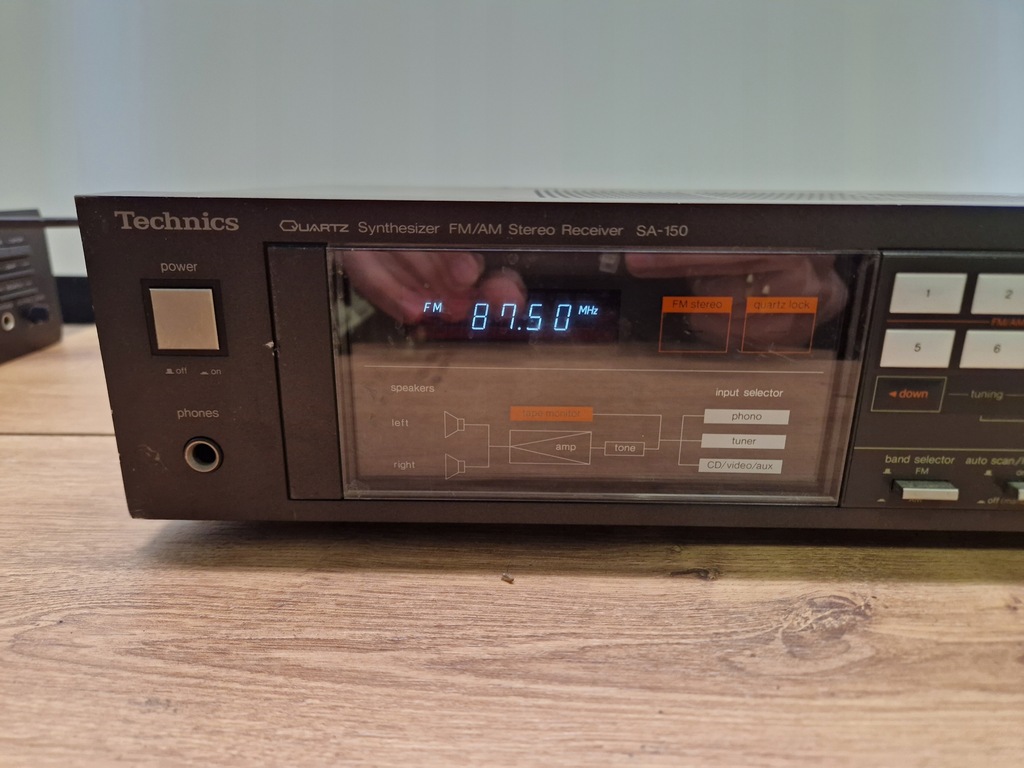 Technics
QUARTZ Synthesizer FM/AM Stereo Receiver SA-150
power
off on
phones
FM 87.50 MHz
FM stereo quartz lock
speakers
left
right
tape monitor
amp
tone
input selector
phono
tuner
CD/video/aux
1 2
FM/AM
5 6
down tuning
band selector
FM
auto scan/
off